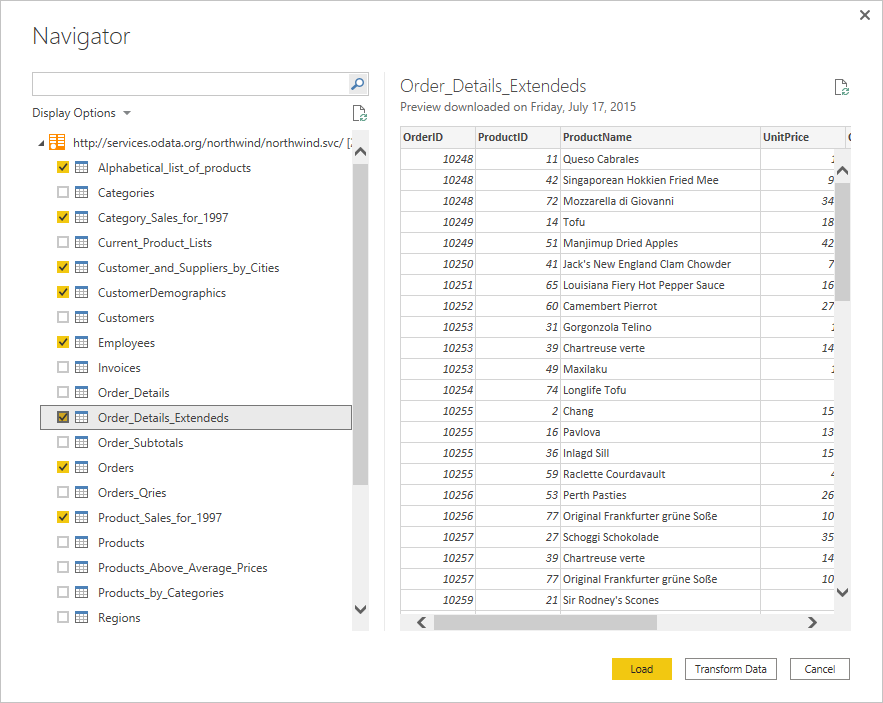 Navigator
Display Options
http://services.odata.org/northwind/northwind.svc/
Alphabetical_list_of_products
Categories
Category_Sales_for_1997
Current_Product_Lists
Customer_and_Suppliers_by_Cities
CustomerDemographics
Customers
Employees
Invoices
Order_Details
Order_Details_Extendeds
Order_Subtotals
Orders
Orders_Qries
Product_Sales_for_1997
Products
Products_Above_Average_Prices
Products_by_Categories
Regions
Order_Details_Extendeds
Preview downloaded on Friday, July 17, 2015
OrderID ProductID ProductName UnitPrice
10248 11 Queso Cabrales
10248 42 Singaporean Hokkien Fried Mee 9
10248 72 Mozzarella di Giovanni 34
10249 14 Tofu 18
10249 51 Manjimup Dried Apples 42
10250 41 Jack's New England Clam Chowder 7
10251 65 Louisiana Fiery Hot Pepper Sauce 16
10252 60 Camembert Pierrot 27
10253 31 Gorgonzola Telino
10253 39 Chartreuse verte 14
10253 49 Maxilaku
10254 74 Longlife Tofu
10255 2 Chang 15
10255 16 Pavlova 13
10255 36 Inlagd Sill 15
10255 59 Raclette Courdavault
10256 53 Perth Pasties 26
10256 77 Original Frankfurter grüne Soße 10
10257 27 Schoggi Schokolade 35
10257 39 Chartreuse verte 14
10257 77 Original Frankfurter grüne Soße 10
10259 21 Sir Rodney's Scones
Load Transform Data Cancel